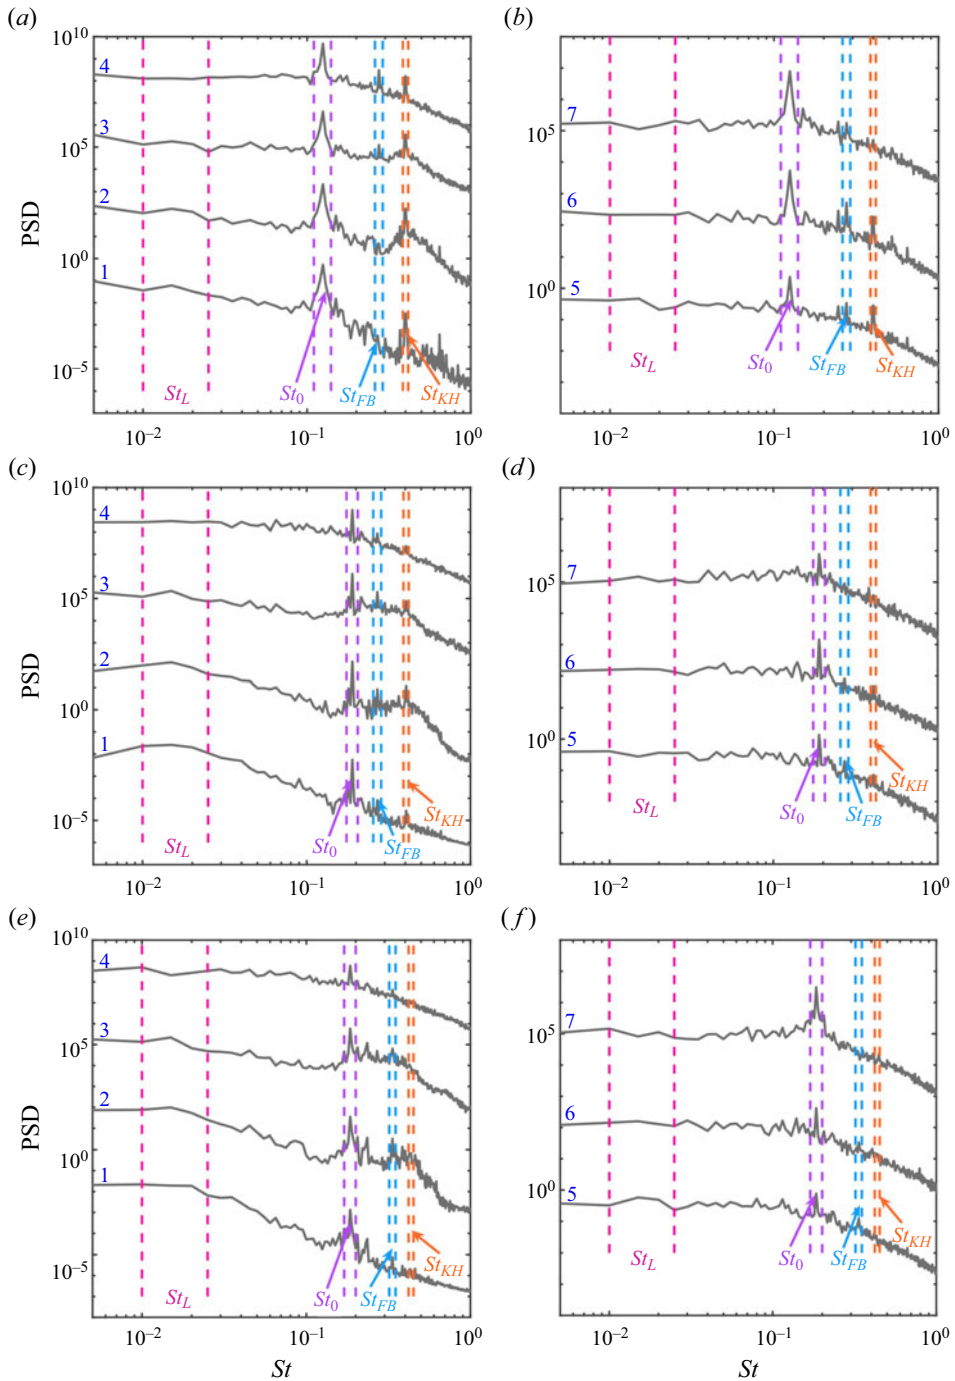 (a)
10^10
4
10^5
3
2
PSD
10^0
1
10^-5
St_L
St_0
St_FB
St_KH
10^-2
10^-1
10^0
(b)
7
10^5
6
10^0
5
St_L
St_0
St_FB
St_KH
10^-2
10^-1
10^0
(c)
10^10
4
10^5
3
2
PSD
10^0
1
10^-5
St_L
St_0
St_FB
St_KH
10^-2
10^-1
10^0
(d)
10^5
7
6
10^0
5
St_L
St_0
St_FB
St_KH
10^-2
10^-1
10^0
(e)
10^10
4
10^5
3
2
PSD
10^0
1
10^-5
St_L
St_0
St_FB
St_KH
10^-2
10^-1
10^0
St
(f)
10^5
7
6
10^0
5
St_L
St_0
St_FB
St_KH
10^-2
10^-1
10^0
St